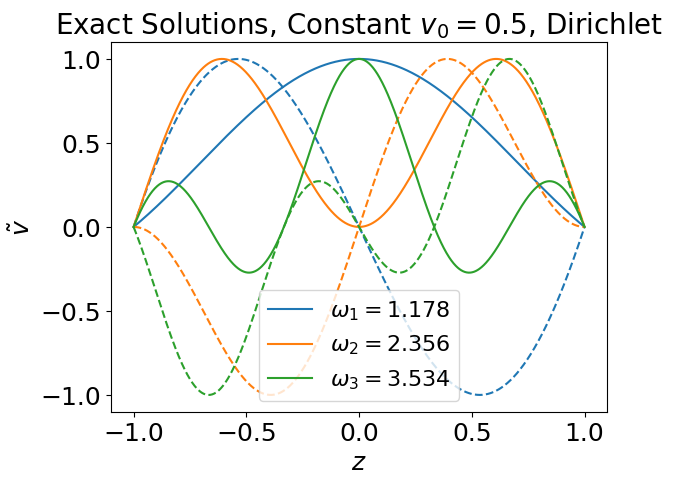 Exact Solutions, Constant v₀ = 0.5, Dirichlet
1.0
0.5
0.0
−0.5
−1.0
ṽ
ω₁ = 1.178
ω₂ = 2.356
ω₃ = 3.534
−1.0 −0.5 0.0 0.5 1.0
z